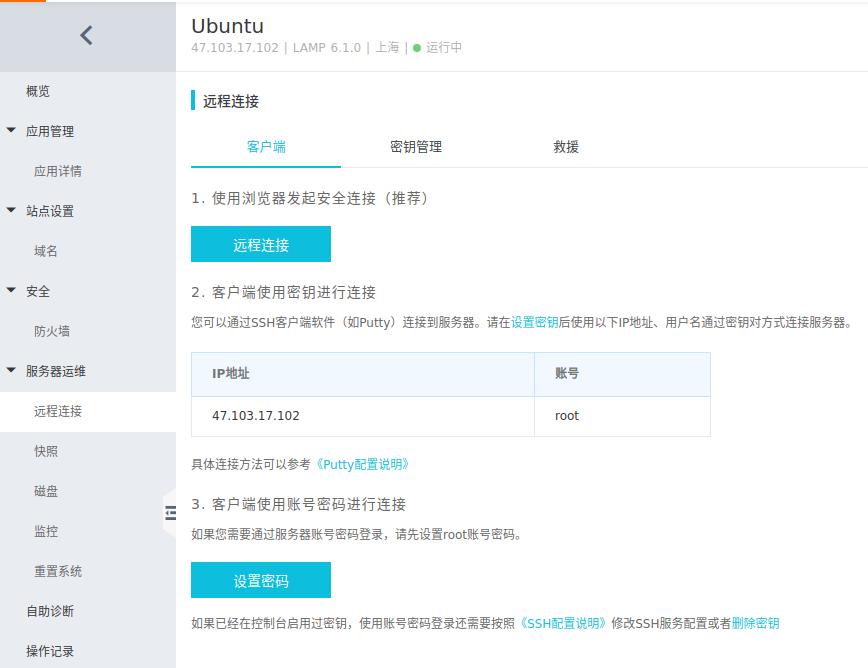 Ubuntu
47.103.17.102 | LAMP 6.1.0 | 上海 | 运行中
概览
应用管理
应用详情
站点设置
域名
安全
防火墙
服务器运维
远程连接
快照
磁盘
监控
重置系统
自助诊断
操作记录
远程连接
客户端 密钥管理 救援
1. 使用浏览器发起安全连接（推荐）
远程连接
2. 客户端使用密钥进行连接
您可以通过SSH客户端软件（如Putty）连接到服务器。请在设置密钥后使用以下IP地址、用户名通过密钥对方式连接服务器。
IP地址 账号
47.103.17.102 root
具体连接方法可以参考《Putty配置说明》
3. 客户端使用账号密码进行连接
如果您需要通过服务器账号密码登录，请先设置root账号密码。
设置密码
如果已经在控制台启用过密钥，使用账号密码登录还需要按照《SSH配置说明》修改SSH服务配置或者删除密钥